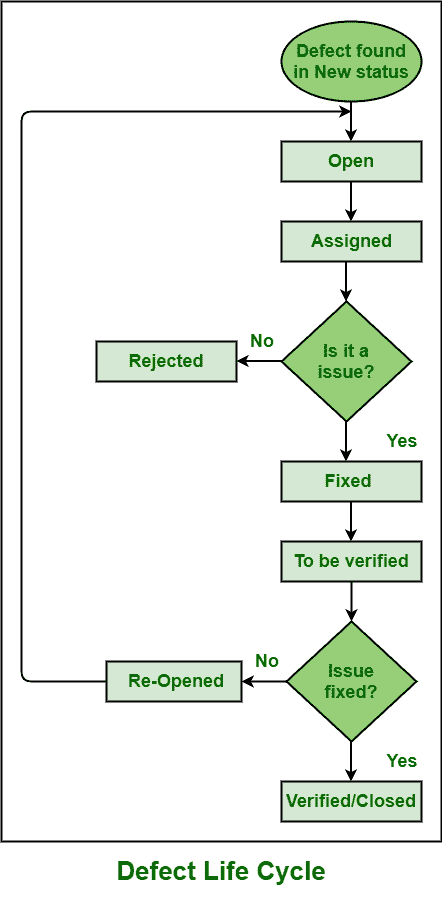 Defect found
in New status
Open
Assigned
Is it a
issue?
No
Rejected
Yes
Fixed
To be verified
Issue
fixed?
No
Re-Opened
Yes
Verified/Closed
Defect Life Cycle